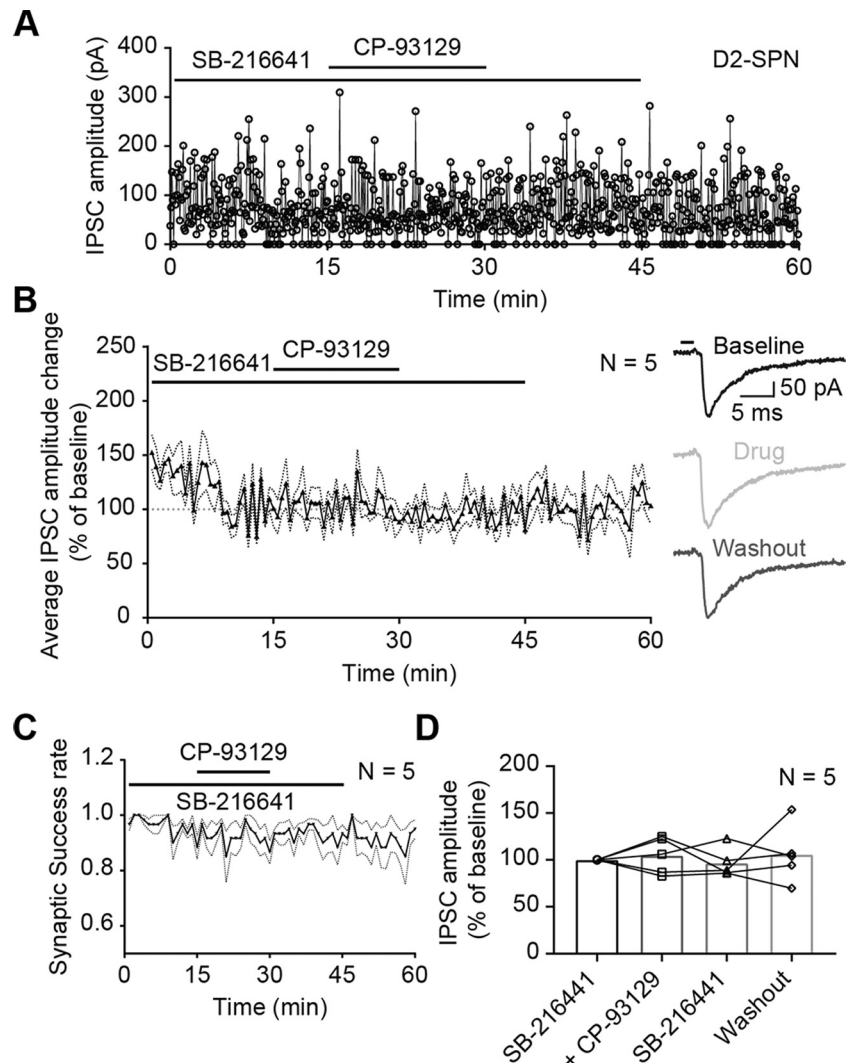 A
400
300
200
100
0
IPSC amplitude (pA)
SB-216641
CP-93129
D2-SPN
0 15 30 45 60
Time (min)
B
250
200
150
100
50
0
Average IPSC amplitude change
(% of baseline)
SB-216641
CP-93129
N = 5
0 15 30 45 60
Time (min)
Baseline
50 pA
5 ms
Drug
Washout
C
1.2
1.0
0.8
0.6
Synaptic Success rate
CP-93129
N = 5
SB-216641
0 15 30 45 60
Time (min)
D
200
150
100
50
0
IPSC amplitude
(% of baseline)
N = 5
SB-216441
+ CP-93129
SB-216441
Washout